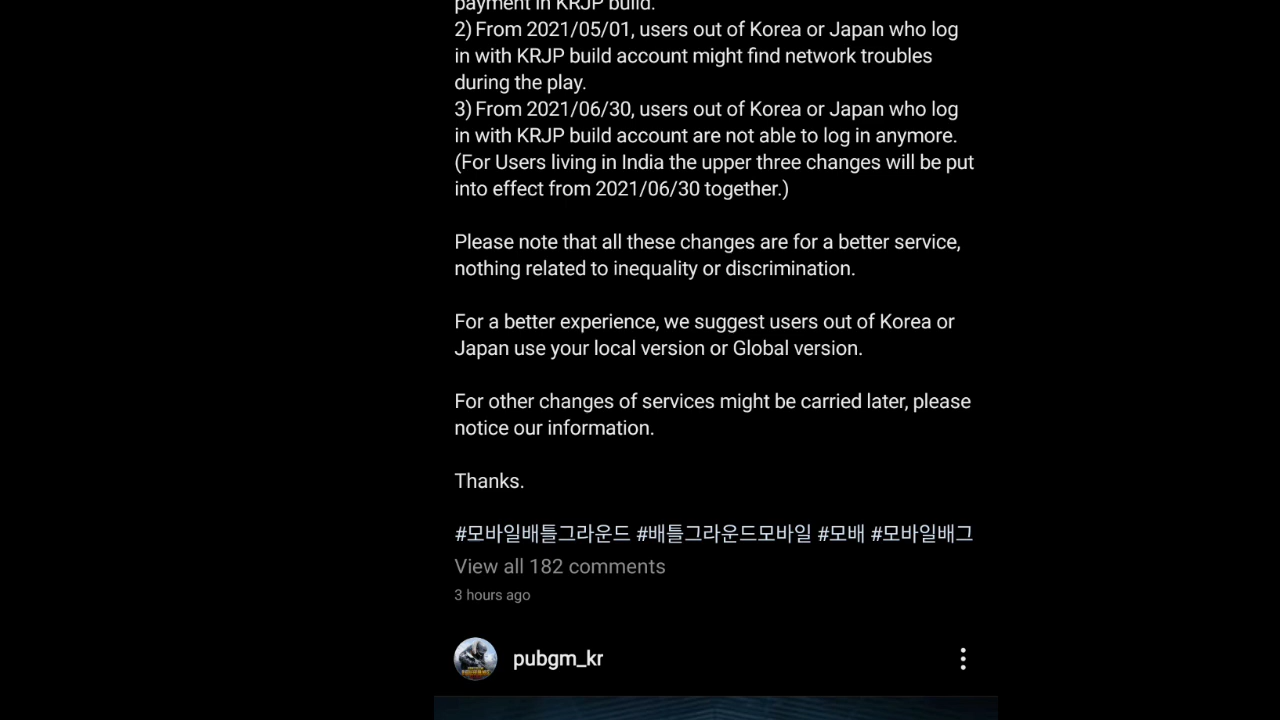 payment in KRJP build.
2) From 2021/05/01, users out of Korea or Japan who log
in with KRJP build account might find network troubles
during the play.
3) From 2021/06/30, users out of Korea or Japan who log
in with KRJP build account are not able to log in anymore.
(For Users living in India the upper three changes will be put
into effect from 2021/06/30 together.)
Please note that all these changes are for a better service,
nothing related to inequality or discrimination.
For a better experience, we suggest users out of Korea or
Japan use your local version or Global version.
For other changes of services might be carried later, please
notice our information.
Thanks.
#모바일배틀그라운드 #배틀그라운드모바일 #모배 #모바일배그
View all 182 comments
3 hours ago
pubgm_kr